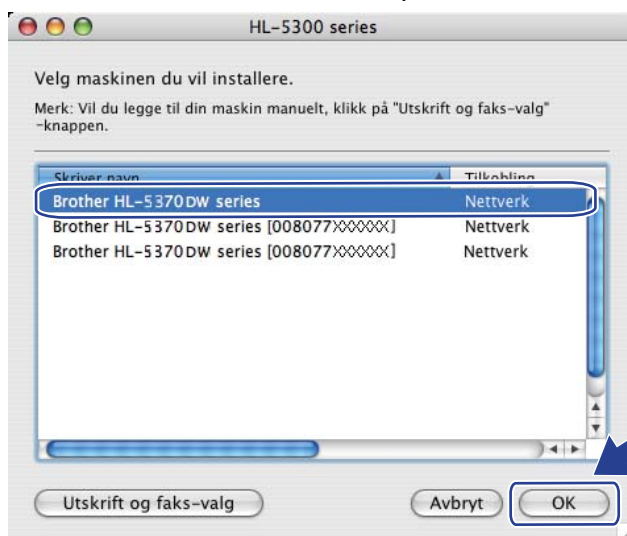 HL-5300 series
Velg maskinen du vil installere.
Merk: Vil du legge til din maskin manuelt, klikk på "Utskrift og faks-valg"
-knappen.
Skriver navn Tilkobling
Brother HL-5370DW series Nettverk
Brother HL-5370DW series [008077XXXXXX] Nettverk
Brother HL-5370DW series [008077XXXXXX] Nettverk
Utskrift og faks-valg Avbryt OK